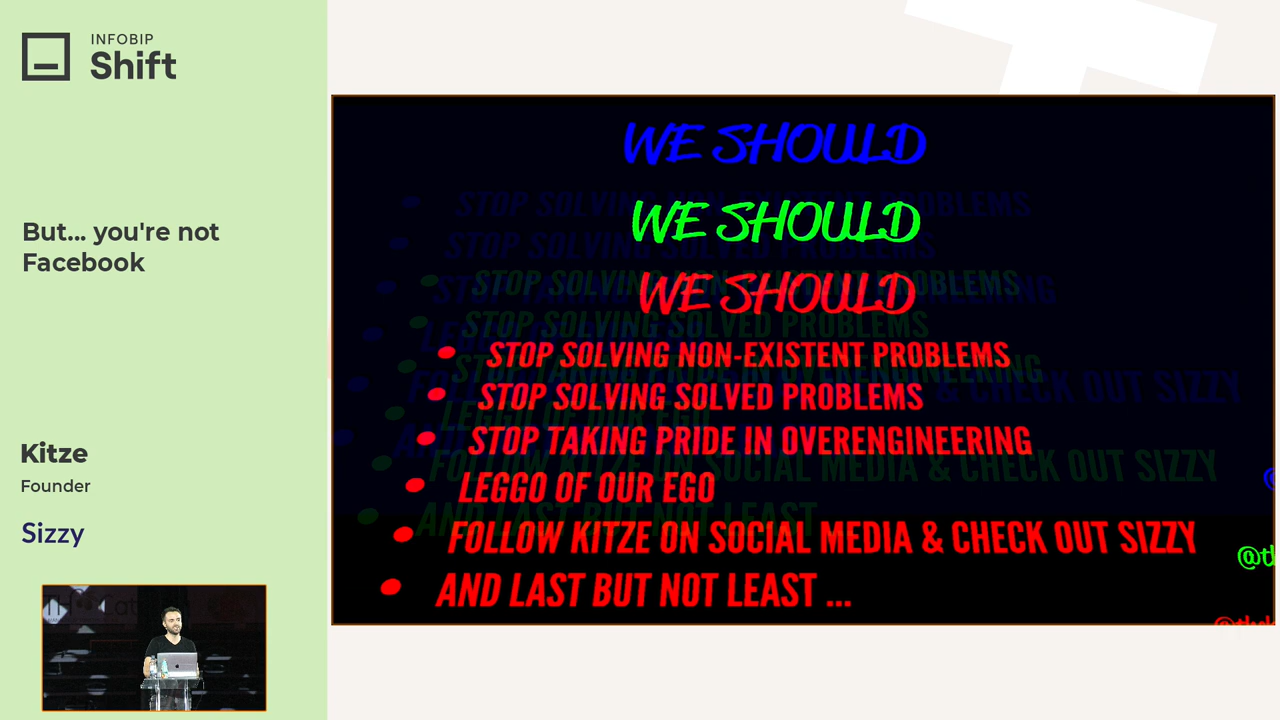 INFOBIP
Shift
But... you're not
Facebook
Kitze
Founder
Sizzy
WE SHOULD
WE SHOULD
WE SHOULD
• STOP SOLVING NON-EXISTENT PROBLEMS
• STOP SOLVING SOLVED PROBLEMS
• STOP TAKING PRIDE IN OVERENGINEERING
• LEGGO OF OUR EGO
• FOLLOW KITZE ON SOCIAL MEDIA & CHECK OUT SIZZY
• AND LAST BUT NOT LEAST ...